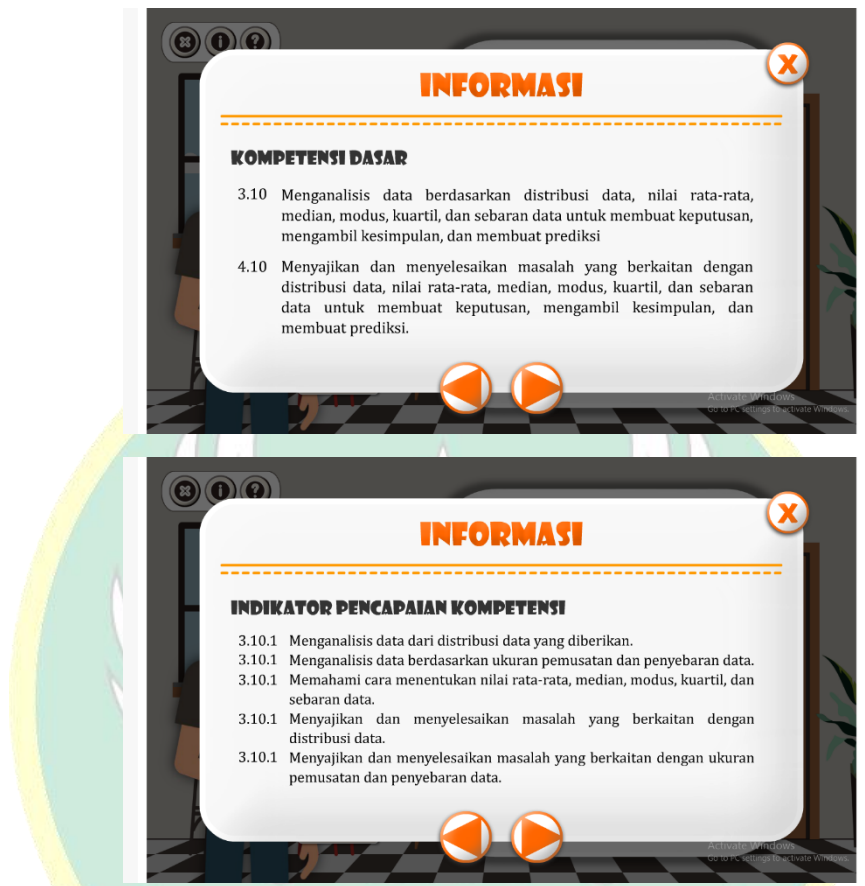 INFORMASI
X
KOMPETENSI DASAR
3.10 Menganalisis data berdasarkan distribusi data, nilai rata-rata,
median, modus, kuartil, dan sebaran data untuk membuat keputusan,
mengambil kesimpulan, dan membuat prediksi
4.10 Menyajikan dan menyelesaikan masalah yang berkaitan dengan
distribusi data, nilai rata-rata, median, modus, kuartil, dan sebaran
data untuk membuat keputusan, mengambil kesimpulan, dan
membuat prediksi.
Activate Windows
Go to PC settings to activate Windows.
INFORMASI
X
INDIKATOR PENCAPAIAN KOMPETENSI
3.10.1 Menganalisis data dari distribusi data yang diberikan.
3.10.1 Menganalisis data berdasarkan ukuran pemusatan dan penyebaran data.
3.10.1 Memahami cara menentukan nilai rata-rata, median, modus, kuartil, dan
sebaran data.
3.10.1 Menyajikan dan menyelesaikan masalah yang berkaitan dengan
distribusi data.
3.10.1 Menyajikan dan menyelesaikan masalah yang berkaitan dengan ukuran
pemusatan dan penyebaran data.
Activate Windows
Go to PC settings to activate Windows.